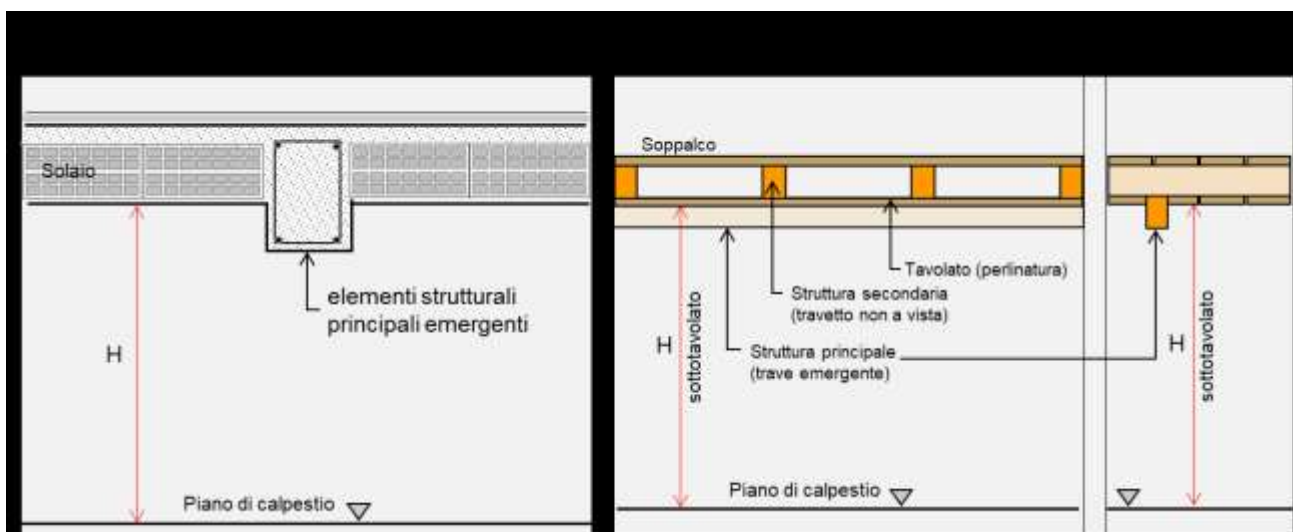 Solaio
elementi strutturali
principali emergenti
H
Piano di calpestio
Soppalco
Tavolato (perlinatura)
Struttura secondaria
(travetto non a vista)
H
sottotavolato
Struttura principale
(trave emergente)
H
sottotavolato
Piano di calpestio